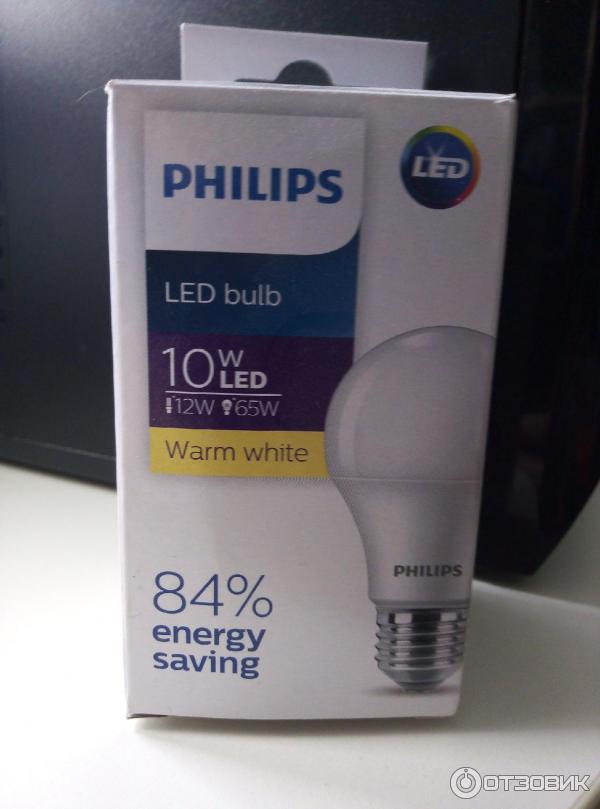 PHILIPS
LED
LED bulb
10W LED
12W 65W
Warm white
PHILIPS
84%
energy
saving
ОТЗОВИК